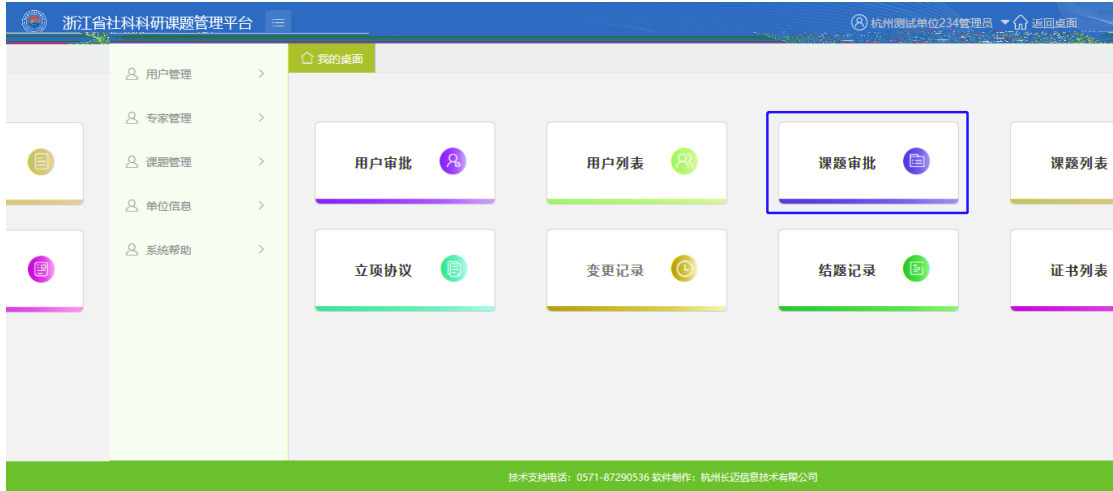 浙江省社科科研课题管理平台
杭州测试单位234管理员 返回桌面
我的桌面
用户管理
专家管理
课题管理
单位信息
系统帮助
用户审批
用户列表
课题审批
课题列表
立项协议
变更记录
结题记录
证书列表
技术支持电话：0571-87290536 软件制作：杭州长迈信息技术有限公司